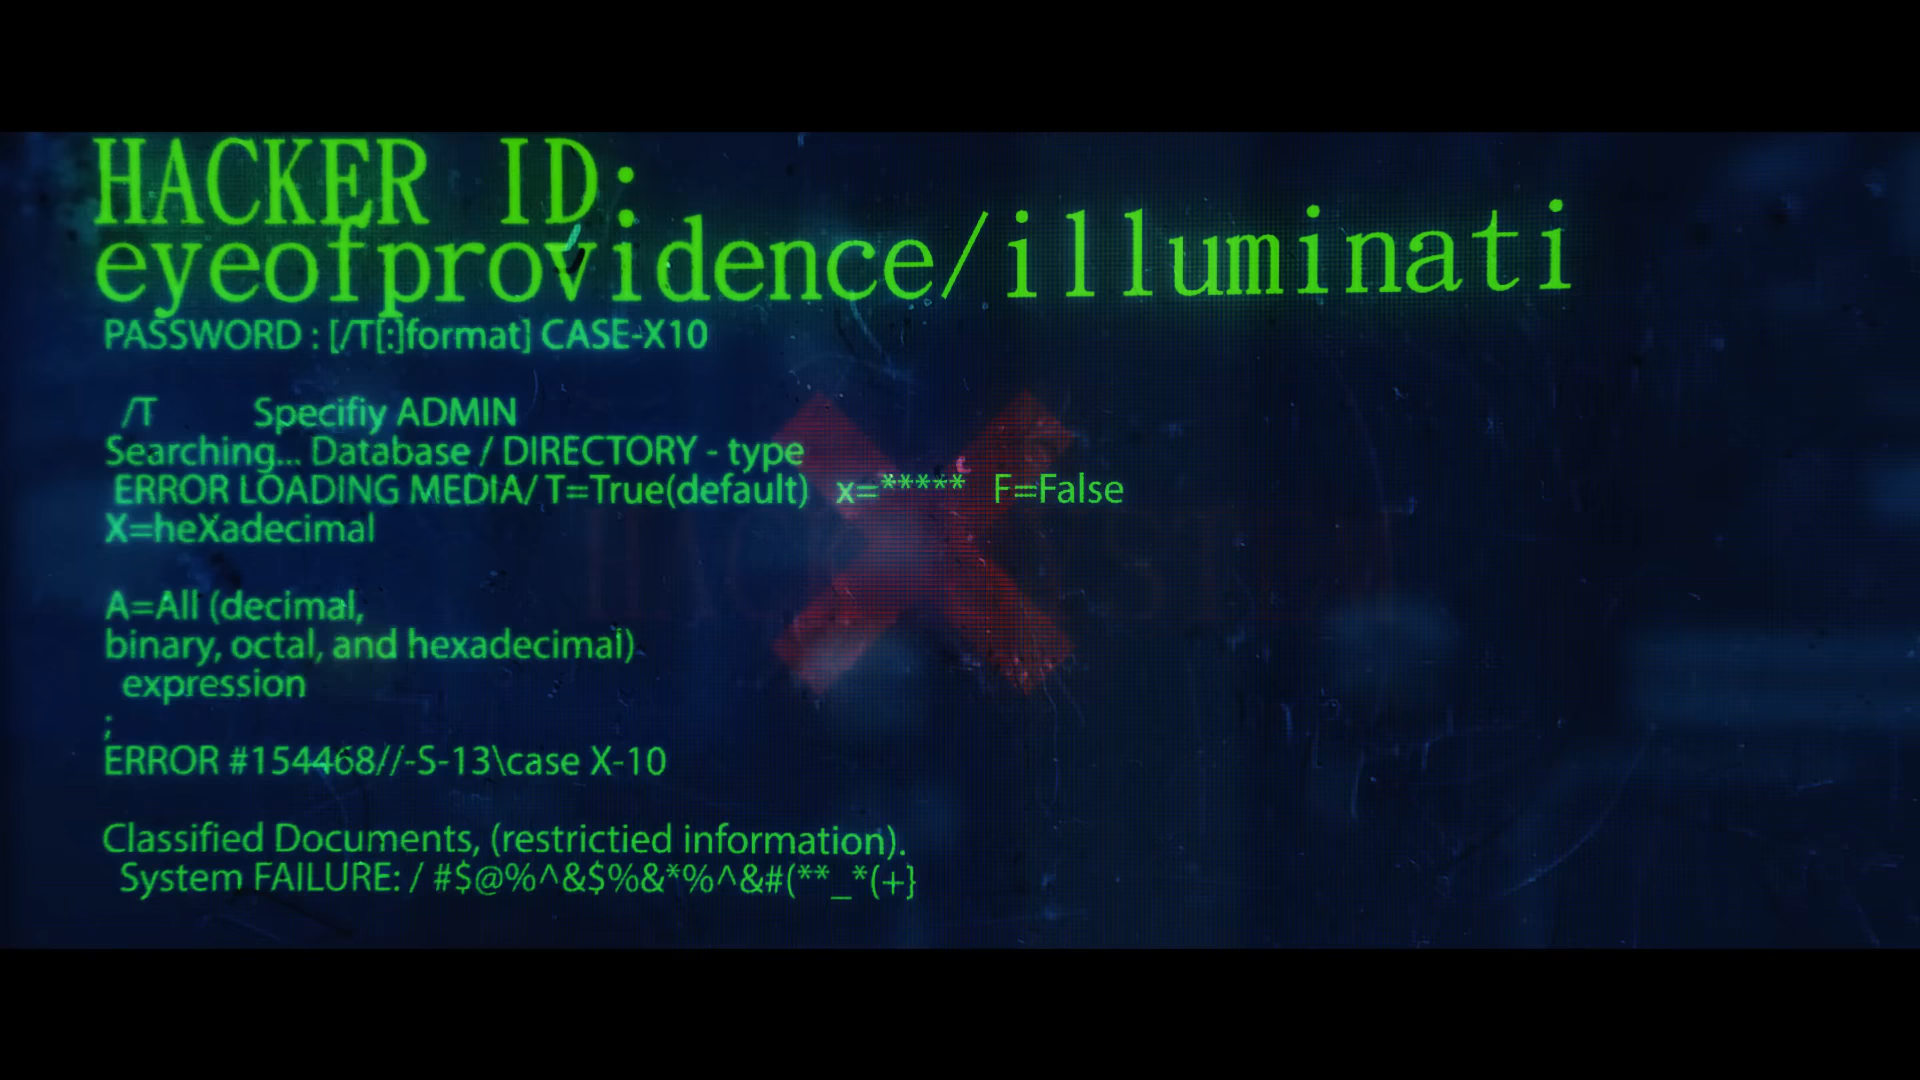 HACKER ID:
eyeofprovidence/illuminati
PASSWORD : [/T[:]format] CASE-X10
/T Specifiy ADMIN
Searching... Database / DIRECTORY - type
ERROR LOADING MEDIA/ T=True(default) x=***** F=False
X=heXadecimal
A=All (decimal,
binary, octal, and hexadecimal)
expression
;
ERROR #154468//-S-13\case X-10
Classified Documents, (restrictied information).
System FAILURE: / #$@%^&$%&*%^&#(**_*(+}